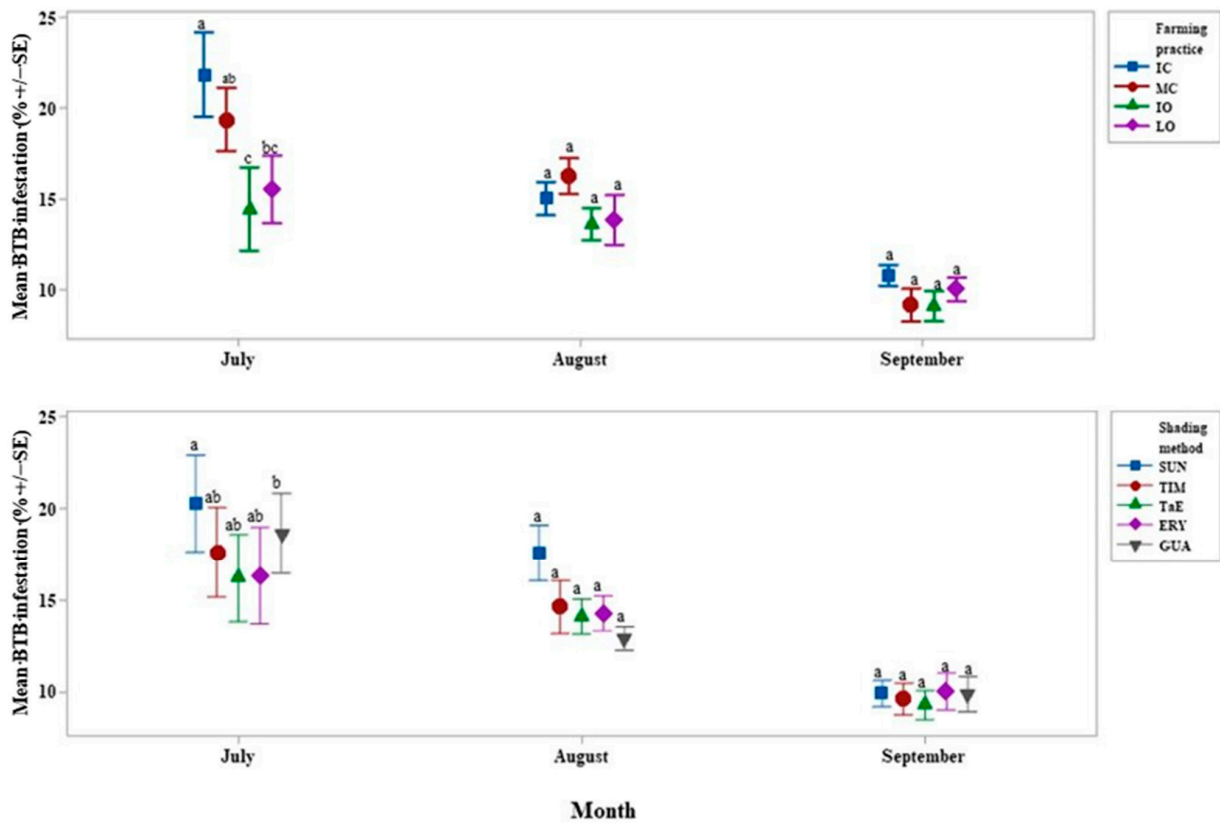 25
20
15
10
Mean·BTB·infestation·(%·+/-–SE)
a
ab
c
bc
a
a
a
a
a
a
a
a
July
August
September
Farming
practice
IC
MC
IO
LO
25
20
15
10
Mean·BTB·infestation·(%·+/-–SE)
a
ab
ab
ab
b
a
a
a
a
a
a
a
a
a
a
July
August
September
Shading
method
SUN
TIM
TaE
ERY
GUA
Month